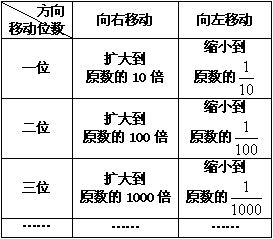 方向
移动位数
向右移动
向左移动
一位
扩大到
原数的 10 倍
缩小到
原数的 1/10
二位
扩大到
原数的 100 倍
缩小到
原数的 1/100
三位
扩大到
原数的 1000 倍
缩小到
原数的 1/1000
······
······
······